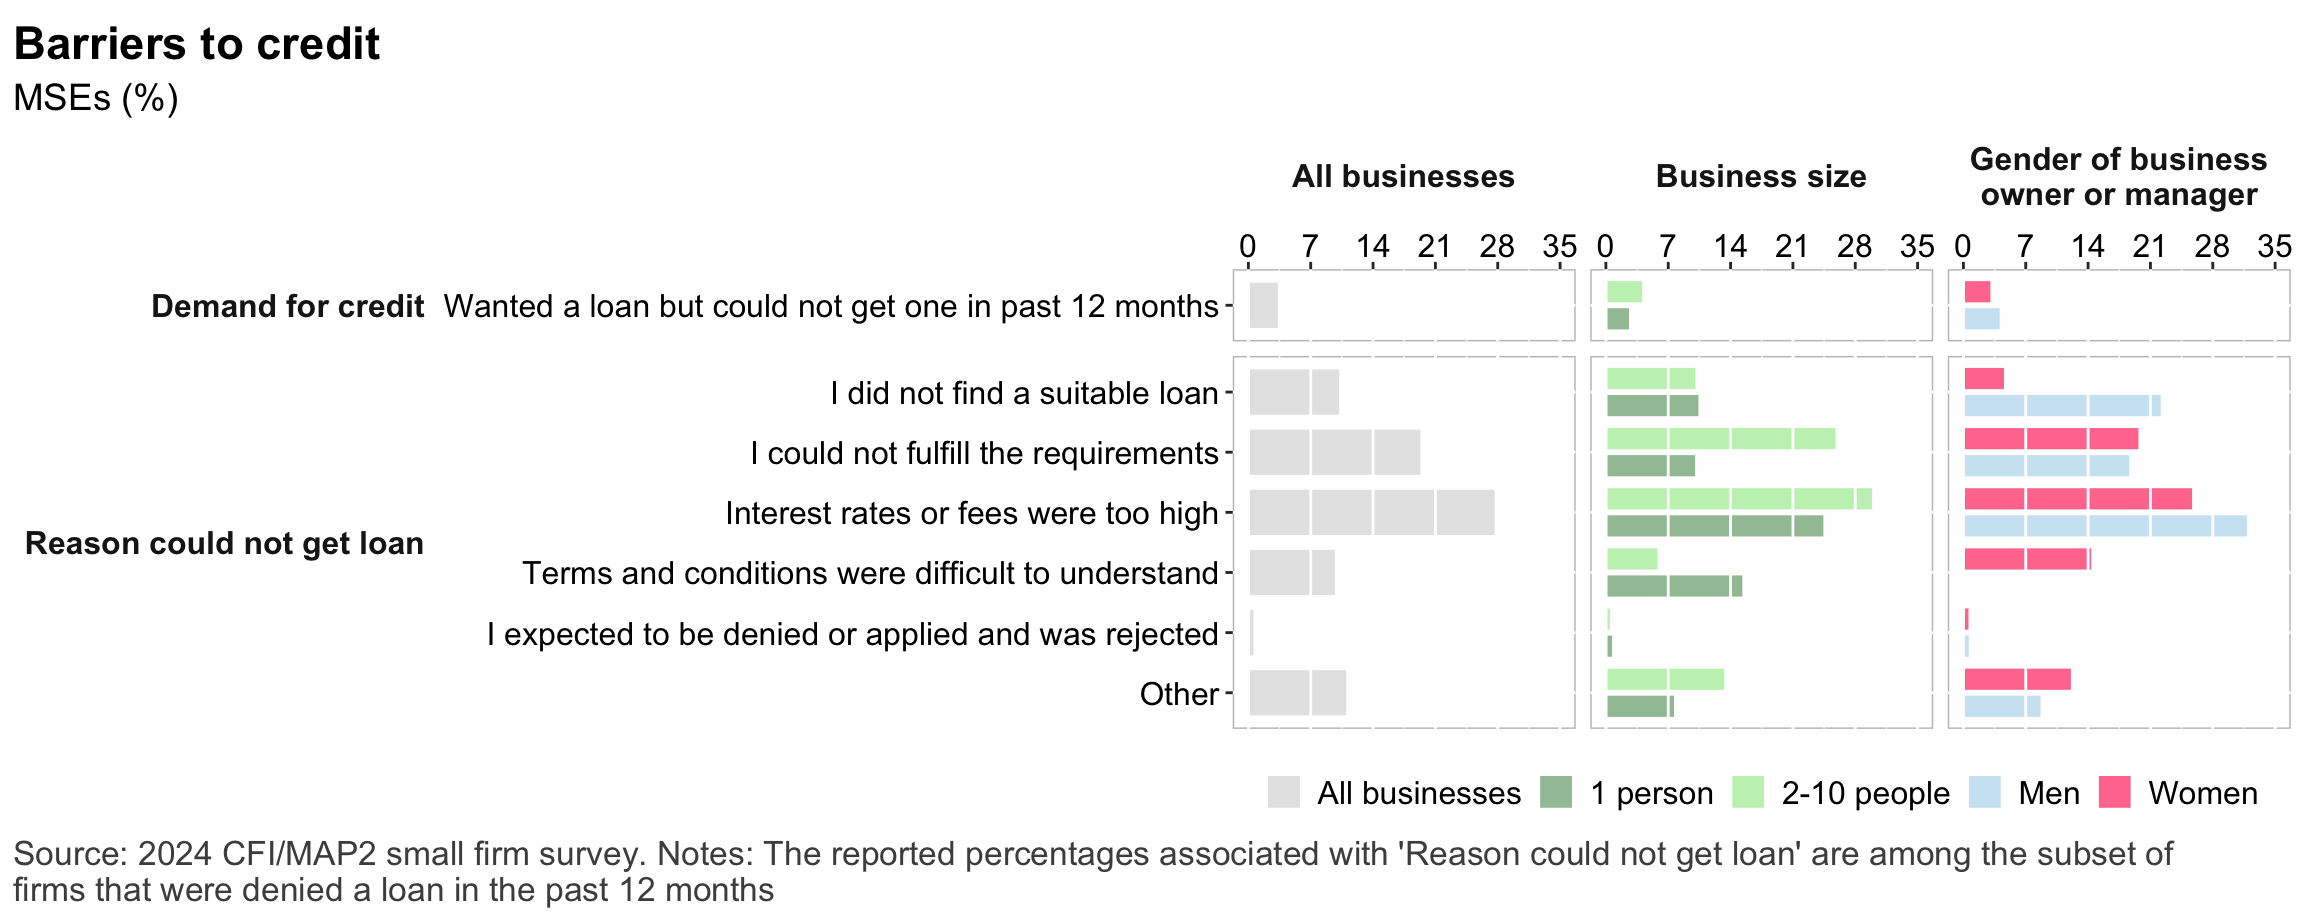 Barriers to credit
MSEs (%)
All businesses
Business size
Gender of business
owner or manager
0 7 14 21 28 35 0 7 14 21 28 35 0 7 14 21 28 35
Demand for credit Wanted a loan but could not get one in past 12 months
I did not find a suitable loan
I could not fulfill the requirements
Interest rates or fees were too high
Reason could not get loan
Terms and conditions were difficult to understand
I expected to be denied or applied and was rejected
Other
All businesses 1 person 2-10 people Men Women
Source: 2024 CFI/MAP2 small firm survey. Notes: The reported percentages associated with 'Reason could not get loan' are among the subset of
firms that were denied a loan in the past 12 months